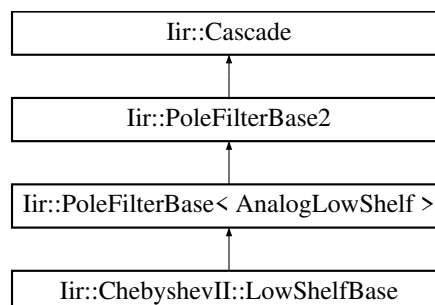 Iir::Cascade
Iir::PoleFilterBase2
Iir::PoleFilterBase< AnalogLowShelf >
Iir::ChebyshevII::LowShelfBase